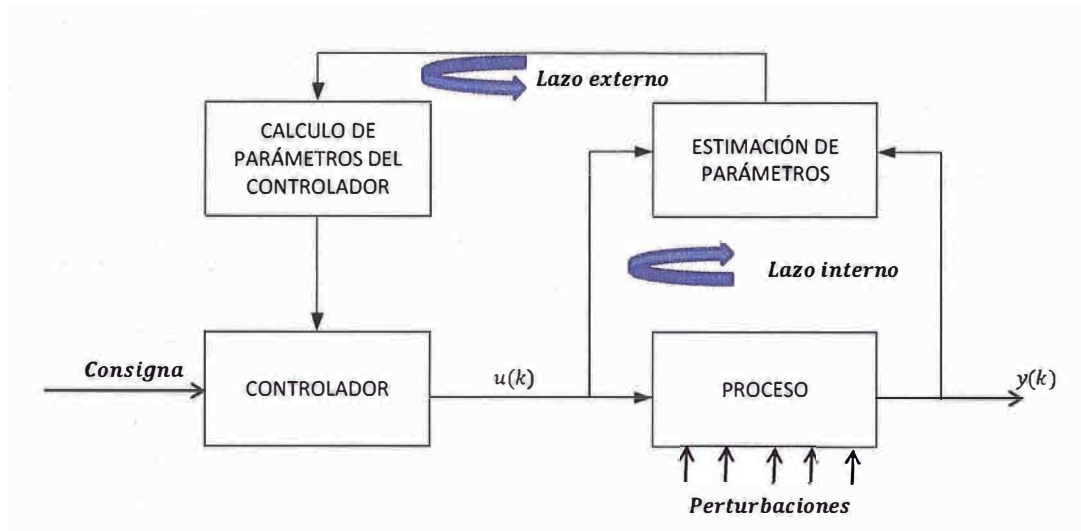 Lazo externo
CALCULO DE
PARÁMETROS DEL
CONTROLADOR
ESTIMACIÓN DE
PARÁMETROS
Lazo interno
Consigna
CONTROLADOR
u(k)
PROCESO
y(k)
Perturbaciones